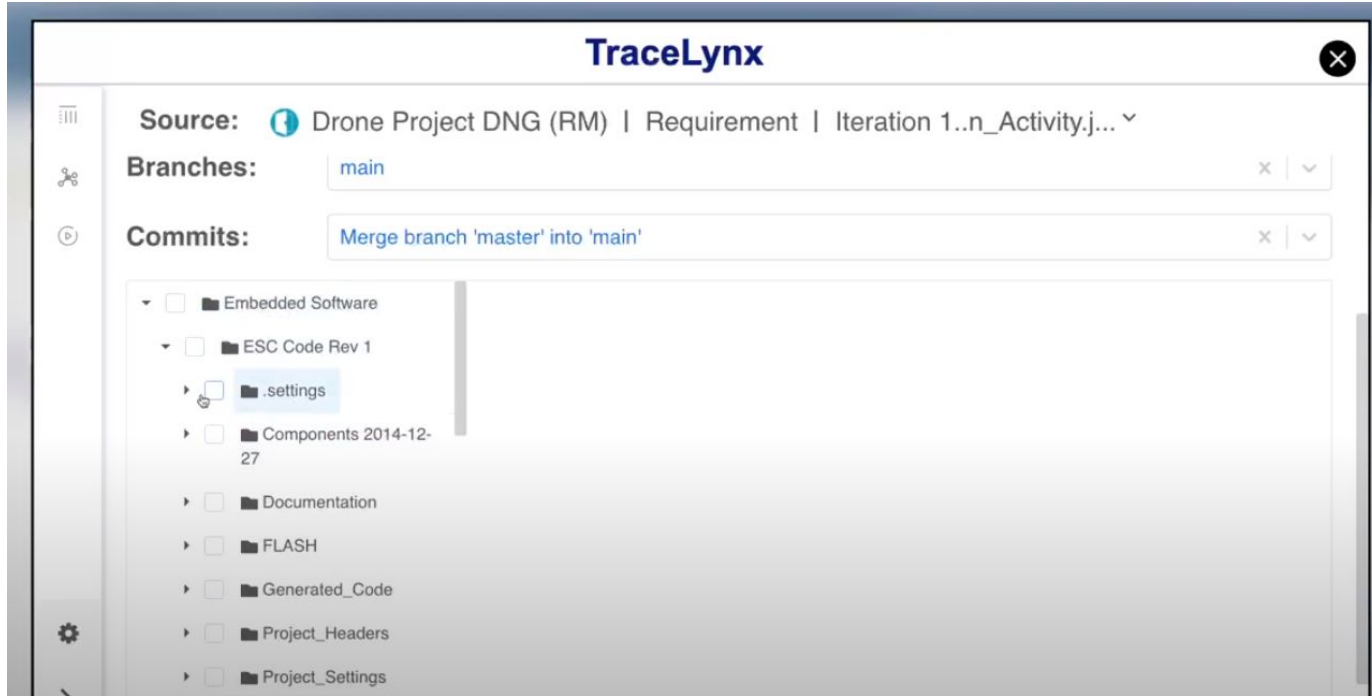 TraceLynx
Source: Drone Project DNG (RM) | Requirement | Iteration 1..n_Activity.j...
Branches: main
Commits: Merge branch 'master' into 'main'
Embedded Software
ESC Code Rev 1
.settings
Components 2014-12-
27
Documentation
FLASH
Generated_Code
Project_Headers
Project_Settings